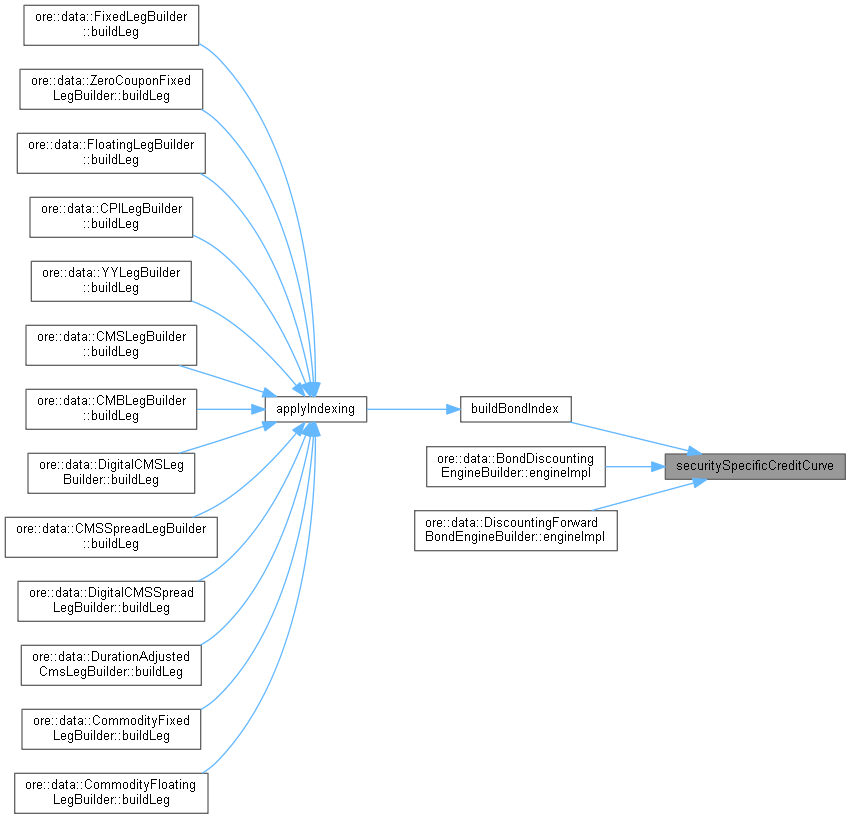 ore::data::FixedLegBuilder
::buildLeg
ore::data::ZeroCouponFixed
LegBuilder::buildLeg
ore::data::FloatingLegBuilder
::buildLeg
ore::data::CPILegBuilder
::buildLeg
ore::data::YYLegBuilder
::buildLeg
ore::data::CMSLegBuilder
::buildLeg
ore::data::CMBLegBuilder
::buildLeg
ore::data::DigitalCMSLeg
Builder::buildLeg
ore::data::CMSSpreadLegBuilder
::buildLeg
ore::data::DigitalCMSSpread
LegBuilder::buildLeg
ore::data::DurationAdjusted
CmsLegBuilder::buildLeg
ore::data::CommodityFixed
LegBuilder::buildLeg
ore::data::CommodityFloating
LegBuilder::buildLeg
applyIndexing
buildBondIndex
ore::data::BondDiscounting
EngineBuilder::engineImpl
ore::data::DiscountingForward
BondEngineBuilder::engineImpl
securitySpecificCreditCurve